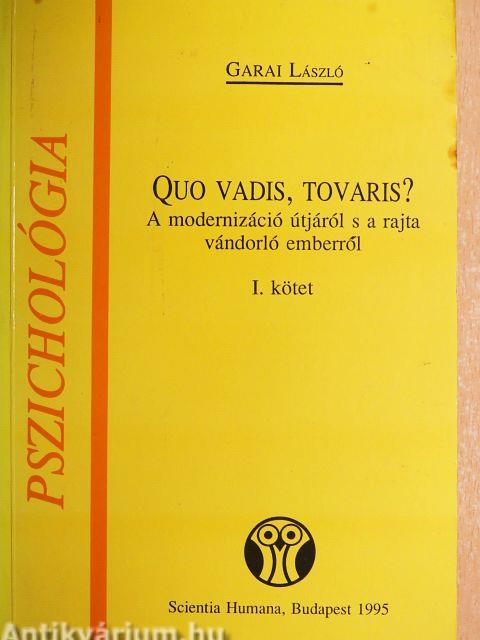 GARAI LÁSZLÓ
PSZICHOLÓGIA
QUO VADIS, TOVARIS?
A modernizáció útjáról s a rajta
vándorló emberről
I. kötet
Scientia Humana, Budapest 1995
Antikvárium.hu